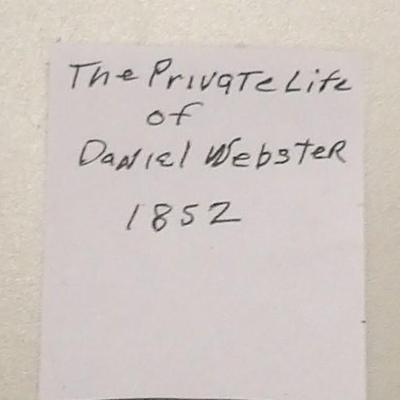 The Private Life
of
Daniel Webster
1852